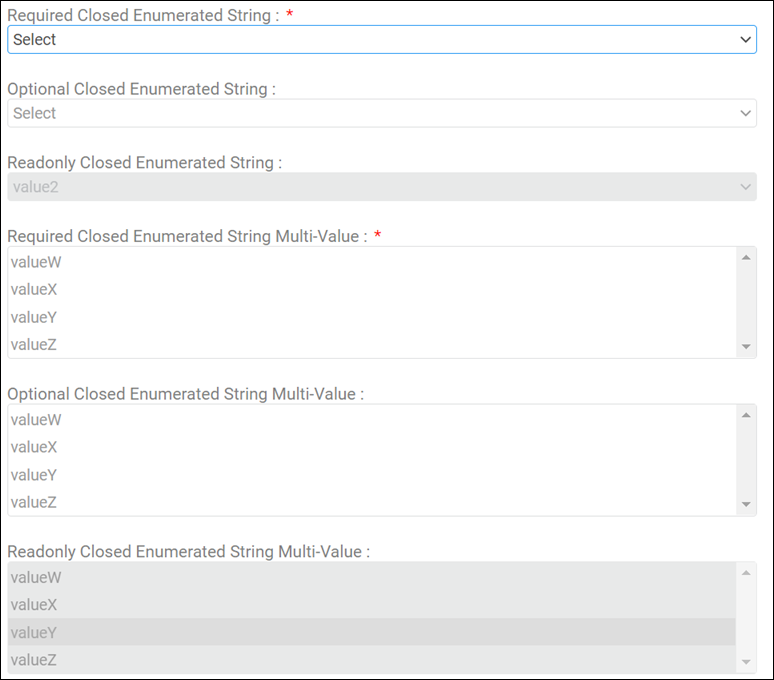 Required Closed Enumerated String : *
Select
Optional Closed Enumerated String :
Select
Readonly Closed Enumerated String :
value2
Required Closed Enumerated String Multi-Value : *
valueW
valueX
valueY
valueZ
Optional Closed Enumerated String Multi-Value :
valueW
valueX
valueY
valueZ
Readonly Closed Enumerated String Multi-Value :
valueW
valueX
valueY
valueZ